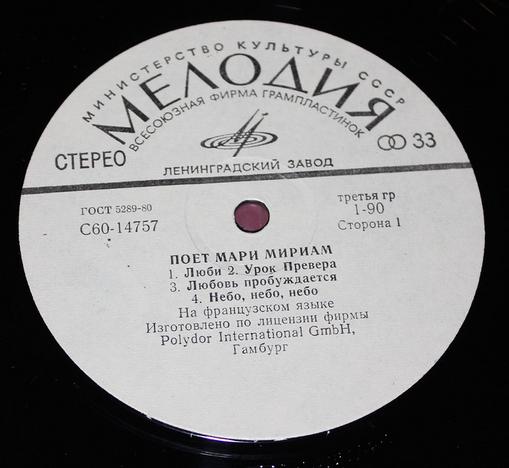 МИНИСТЕРСТВО КУЛЬТУРЫ СССР
МЕЛОДИЯ
ВСЕСОЮЗНАЯ ФИРМА ГРАМПЛАСТИНОК
СТЕРЕО
33
ЛЕНИНГРАДСКИЙ ЗАВОД
ГОСТ 5289-80
С60-14757
третья гр
1-90
Сторона 1
ПОЕТ МАРИ МИРИАМ
1. Люби 2. Урок Превера
3. Любовь пробуждается
4. Небо, небо, небо
На французском языке
Изготовлено по лицензии фирмы
Polydor International GmbH,
Гамбург